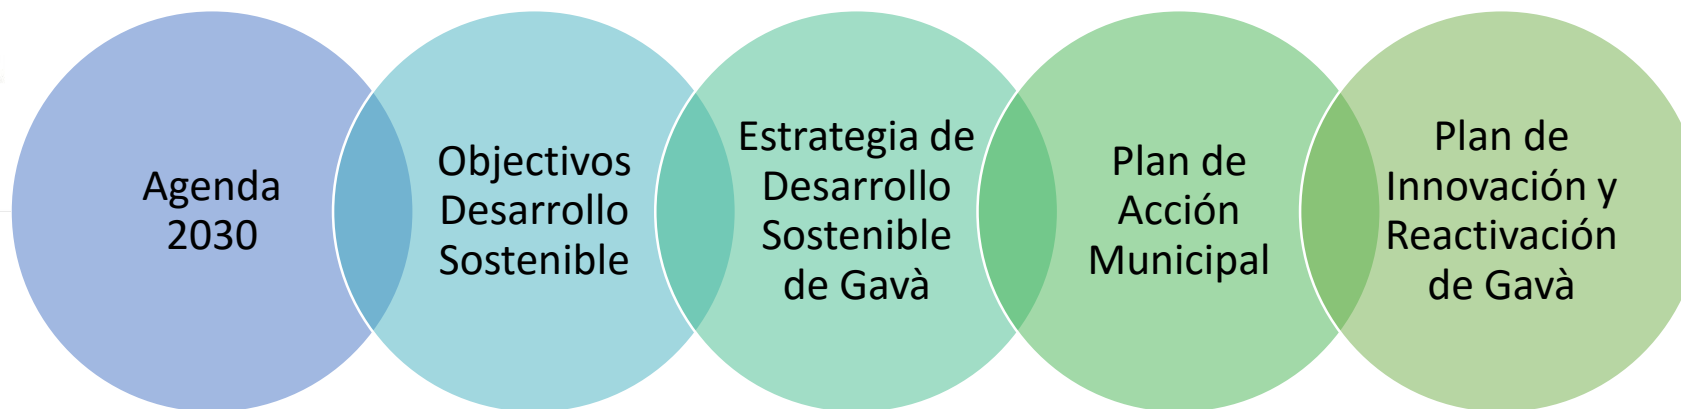 Agenda
2030
Objectivos
Desarrollo
Sostenible
Estrategia de
Desarrollo
Sostenible
de Gavà
Plan de
Acción
Municipal
Plan de
Innovación y
Reactivación
de Gavà